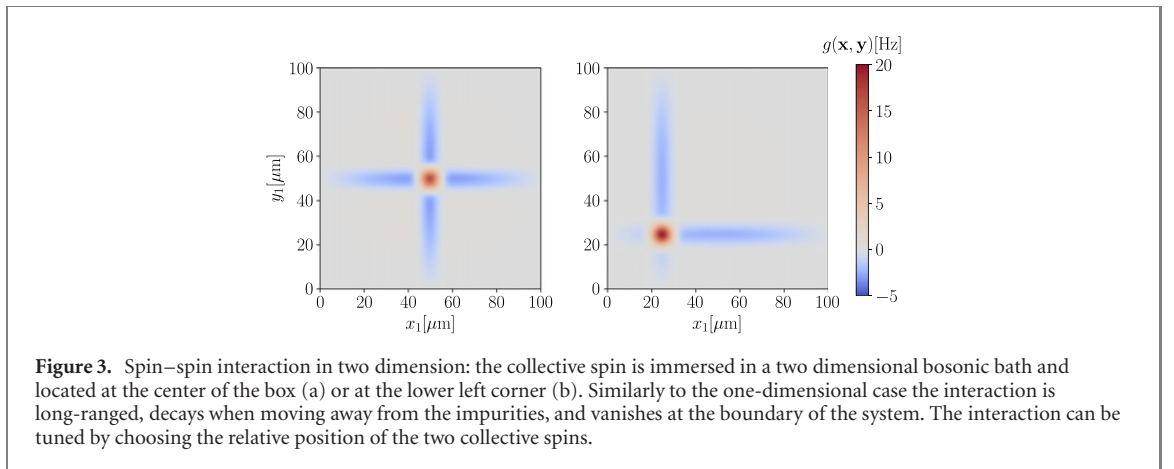 g(x, y)[Hz]
100
80
60
40
20
0
y₁[μm]
0 20 40 60 80 100
x₁[μm]
100
80
60
40
20
0
0 20 40 60 80 100
x₁[μm]
20
15
10
5
0
−5
Figure 3. Spin–spin interaction in two dimension: the collective spin is immersed in a two dimensional bosonic bath and
located at the center of the box (a) or at the lower left corner (b). Similarly to the one-dimensional case the interaction is
long-ranged, decays when moving away from the impurities, and vanishes at the boundary of the system. The interaction can be
tuned by choosing the relative position of the two collective spins.